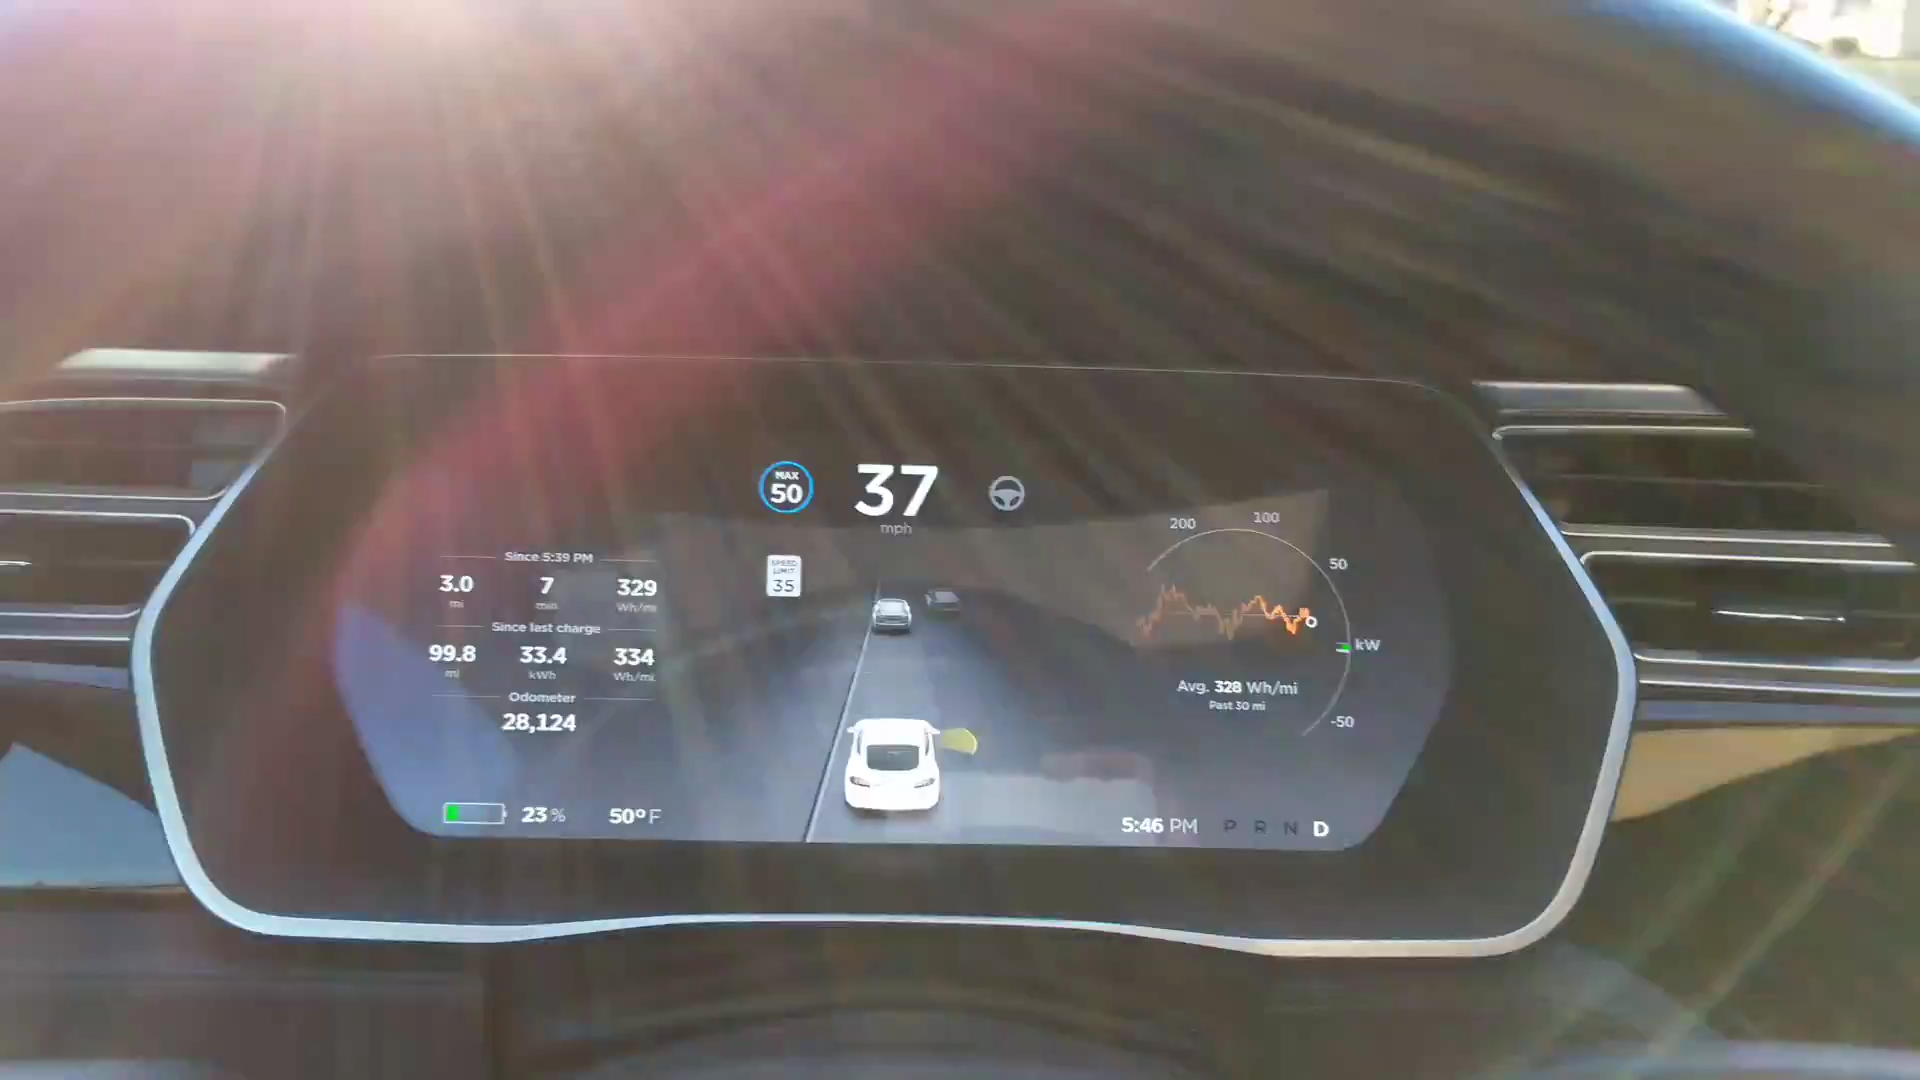 MAX
50
37
mph
SPEED
LIMIT
35
Since 5:39 PM
3.0 7 329
mi min Wh/mi
Since last charge
99.8 33.4 334
mi kWh Wh/mi
Odometer
28,124
23 % 50° F
200 100
50
kW
-50
Avg. 328 Wh/mi
Past 30 mi
5:46 PM P R N D